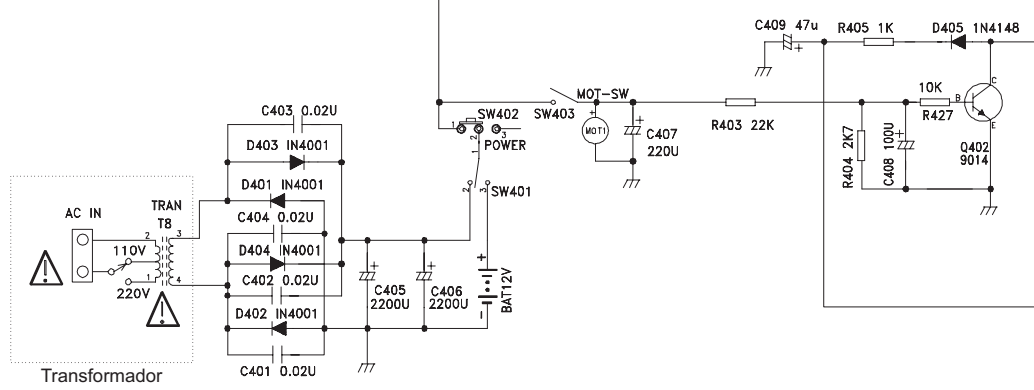 C409 47u
R405 1K
D405 1N4148
C
B
E
10K
R427
Q402
9014
MOT-SW
SW403
MOT1
C407
220U
R403 22K
R404 2K7
C408 100U
SW402
1
2
3
POWER
C403 0.02U
D403 IN4001
D401 IN4001
C404 0.02U
D404 IN4001
C402 0.02U
D402 IN4001
C401 0.02U
1
2
3
SW401
AC IN
TRAN
T8
2
3
110V
1
4
220V
C405
2200U
C406
2200U
BAT12V
Transformador